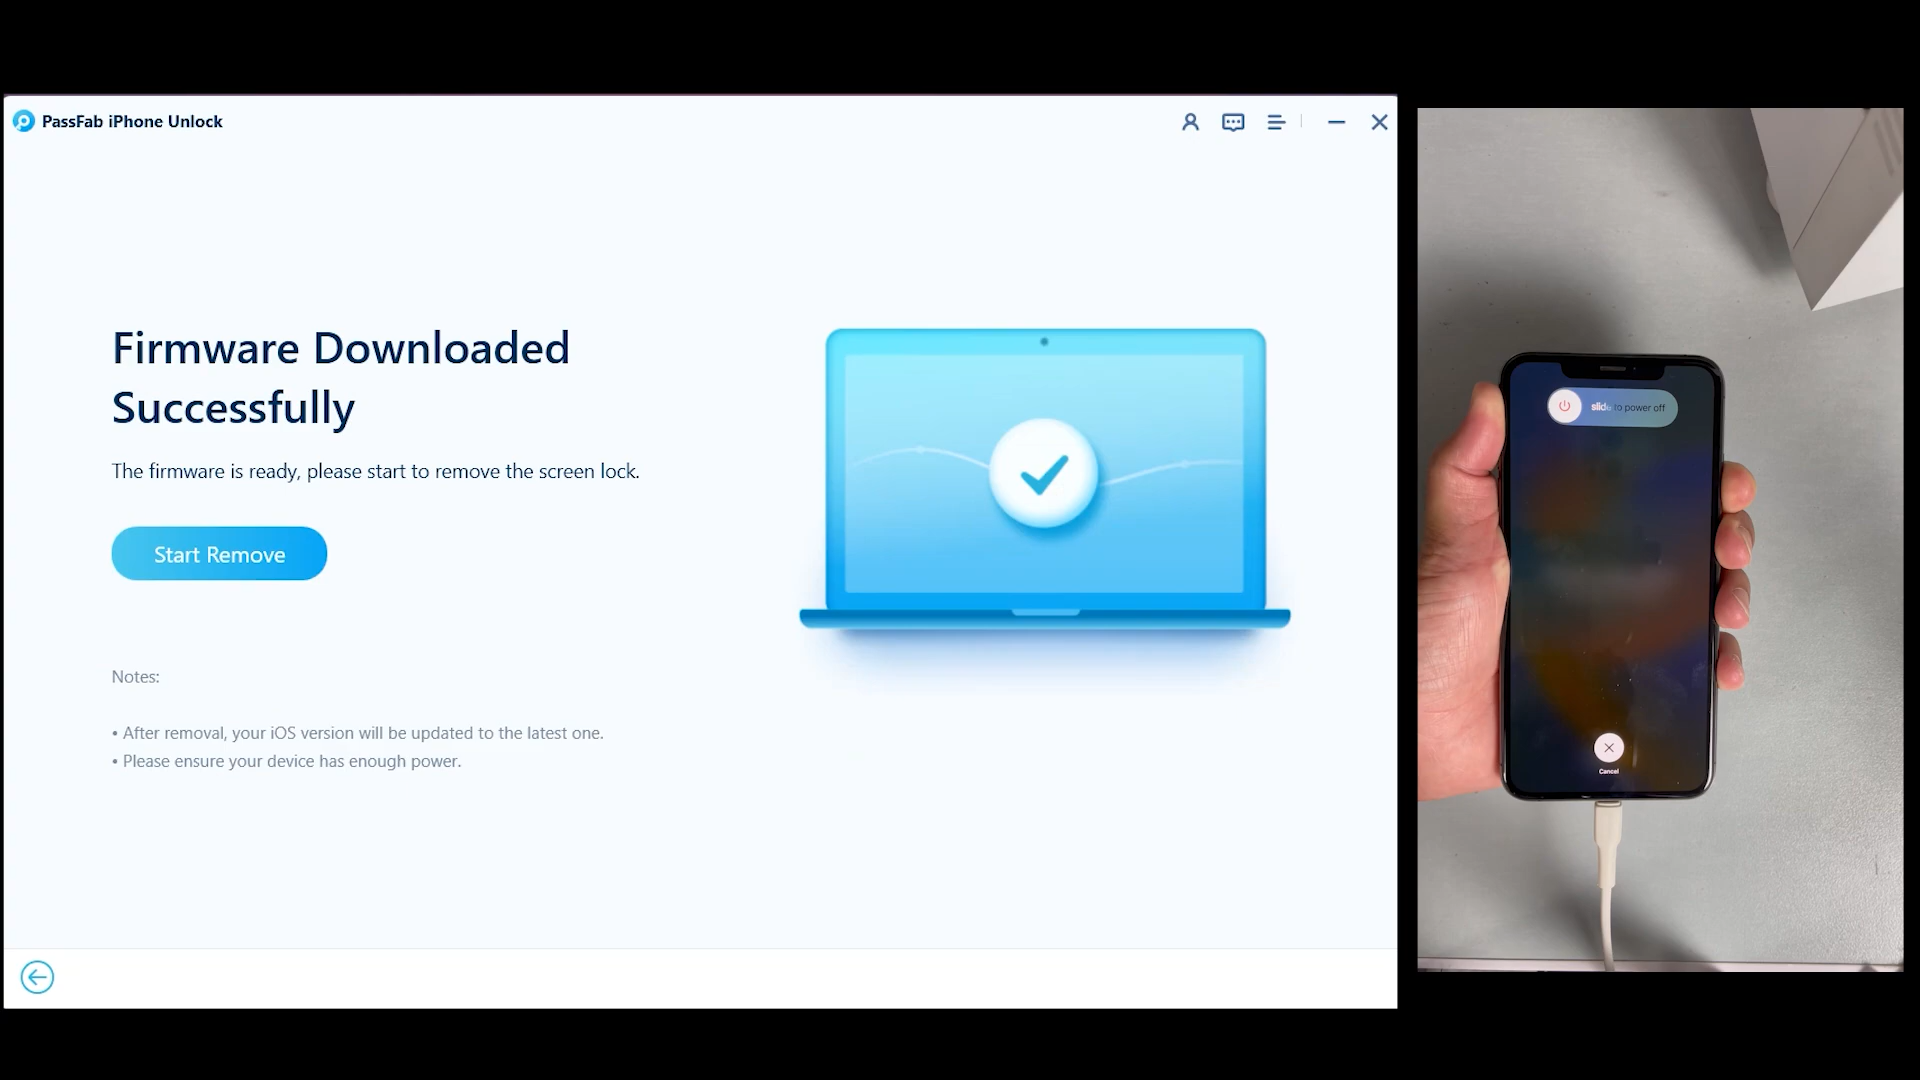 PassFab iPhone Unlock
Firmware Downloaded
Successfully
The firmware is ready, please start to remove the screen lock.
Start Remove
Notes:
• After removal, your iOS version will be updated to the latest one.
• Please ensure your device has enough power.
slide to power off
Cancel